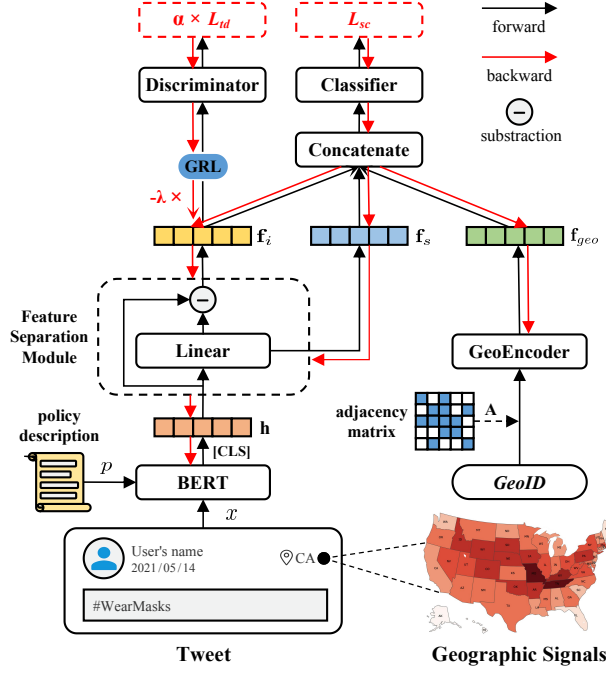 α × L_td
L_sc
forward
Discriminator
Classifier
backward
Concatenate
substraction
GRL
-λ ×
f_i
f_s
f_geo
Feature
Separation
Module
Linear
GeoEncoder
adjacency
matrix
A
policy
description
h
[CLS]
p
BERT
GeoID
x
User's name
2021/05/14
CA
#WearMasks
Tweet
Geographic Signals